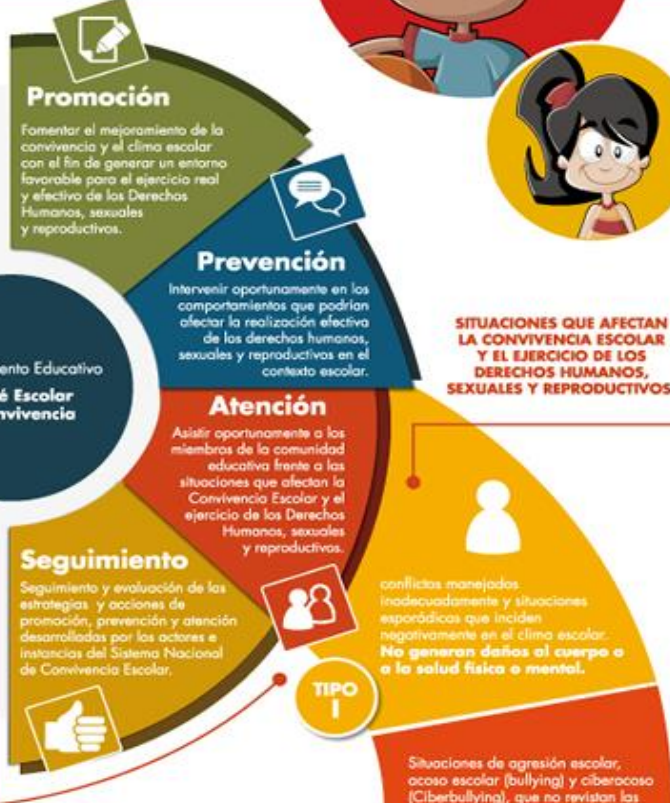 Promoción
Fomentar el mejoramiento de la
convivencia y el clima escolar
con el fin de generar un entorno
favorable para el ejercicio real
y efectivo de los Derechos
Humanos, sexuales
y reproductivos.
Prevención
Intervenir oportunamente en los
comportamientos que podrían
afectar la realización efectiva
de los derechos humanos,
sexuales y reproductivos en el
contexto escolar.
SITUACIONES QUE AFECTAN
LA CONVIVENCIA ESCOLAR
Y EL EJERCICIO DE LOS
DERECHOS HUMANOS,
SEXUALES Y REPRODUCTIVOS
ento Educativo
é Escolar
nvivencia
Atención
Asistir oportunamente a los
miembros de la comunidad
educativa frente a las
situaciones que afectan la
Convivencia Escolar y el
ejercicio de los Derechos
Humanos, sexuales
y reproductivos.
Seguimiento
Seguimiento y evaluación de las
estrategias y acciones de
promoción, prevención y atención
desarrolladas por los actores e
instancias del Sistema Nacional
de Convivencia Escolar.
conflictos manejados
inadecuadamente y situaciones
esporádicas que inciden
negativamente en el clima escolar.
No generan daños al cuerpo o
a la salud física o mental.
TIPO
I
Situaciones de agresión escolar,
acoso escolar (bullying) y ciberacoso
(Ciberbullying), que no revistan las